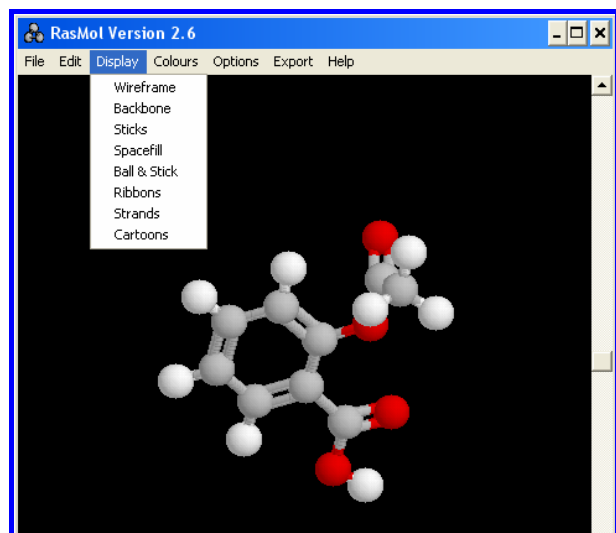 RasMol Version 2.6
File Edit Display Colours Options Export Help
Wireframe
Backbone
Sticks
Spacefill
Ball & Stick
Ribbons
Strands
Cartoons